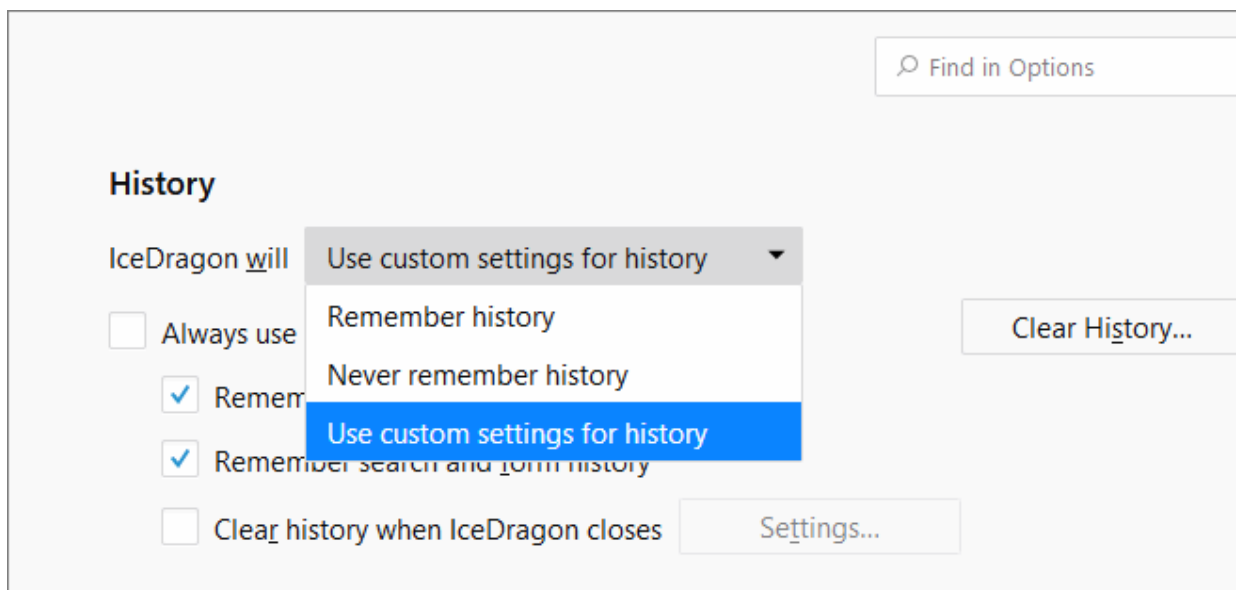 Find in Options
History
IceDragon will Use custom settings for history
Remember history
Always use
Clear History...
Never remember history
Use custom settings for history
Remember search and form history
Clear history when IceDragon closes Settings...